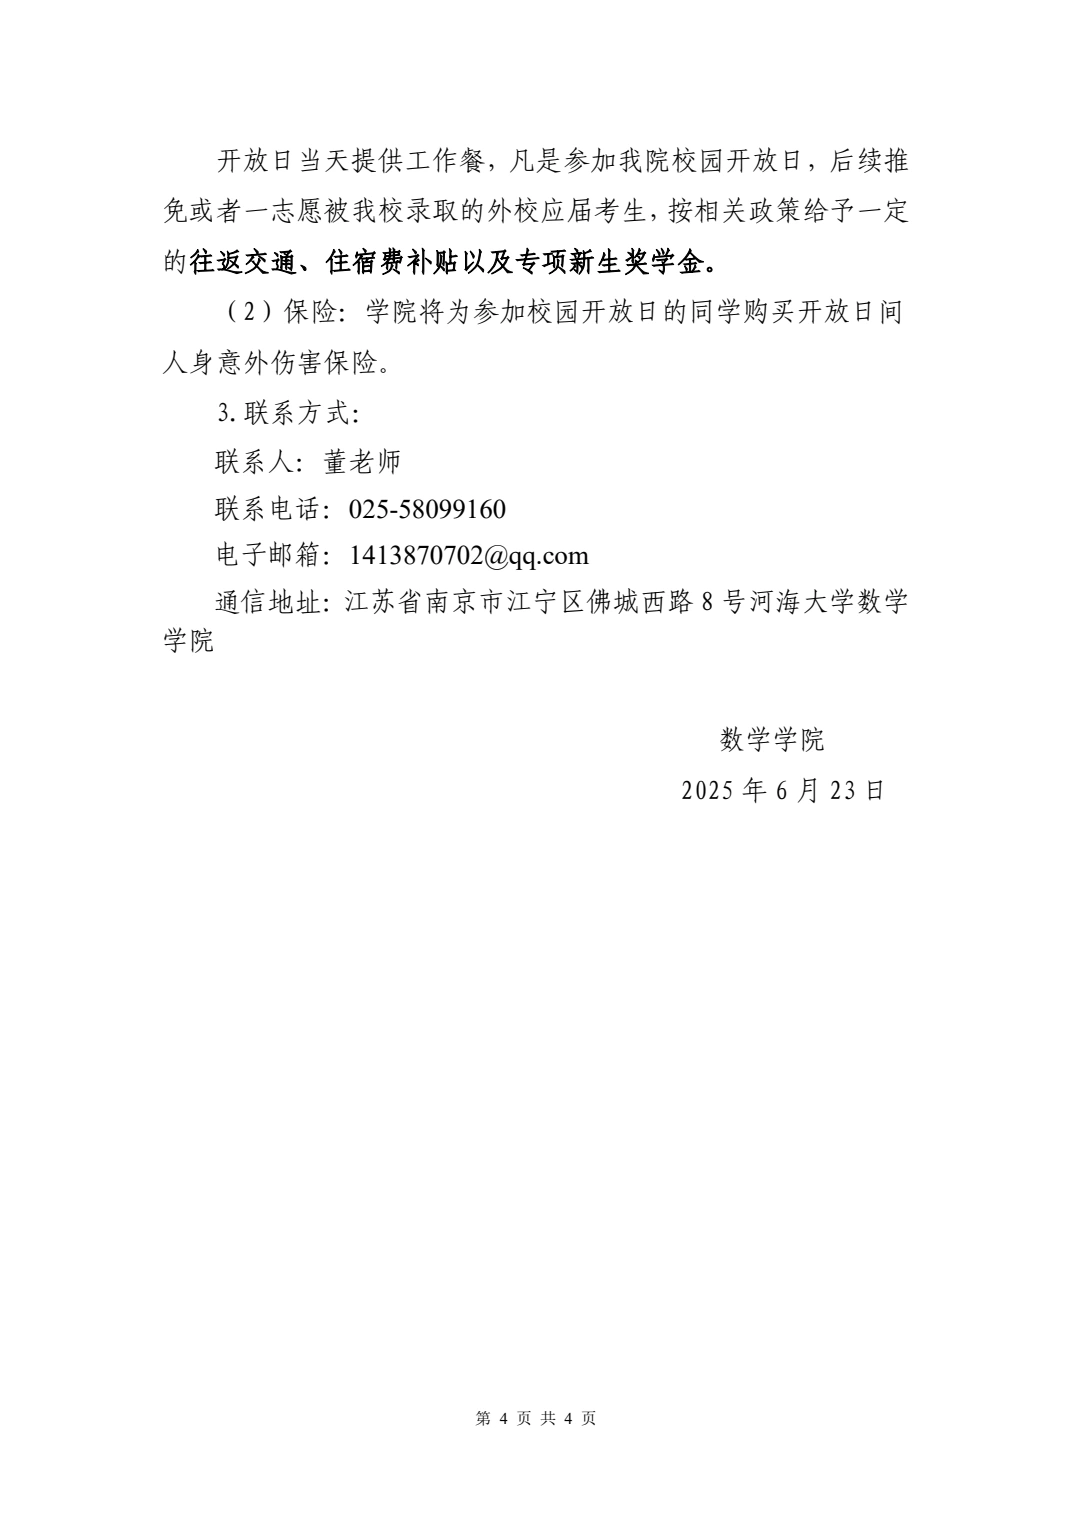 开放日当天提供工作餐，凡是参加我院校园开放日，后续推
免或者一志愿被我校录取的外校应届考生，按相关政策给予一定
的往返交通、住宿费补贴以及专项新生奖学金。
（2）保险：学院将为参加校园开放日的同学购买开放日间
人身意外伤害保险。
3.联系方式：
联系人：董老师
联系电话：025-58099160
电子邮箱：1413870702@qq.com
通信地址：江苏省南京市江宁区佛城西路 8 号河海大学数学
学院
数学学院
2025 年 6 月 23 日
第 4 页 共 4 页